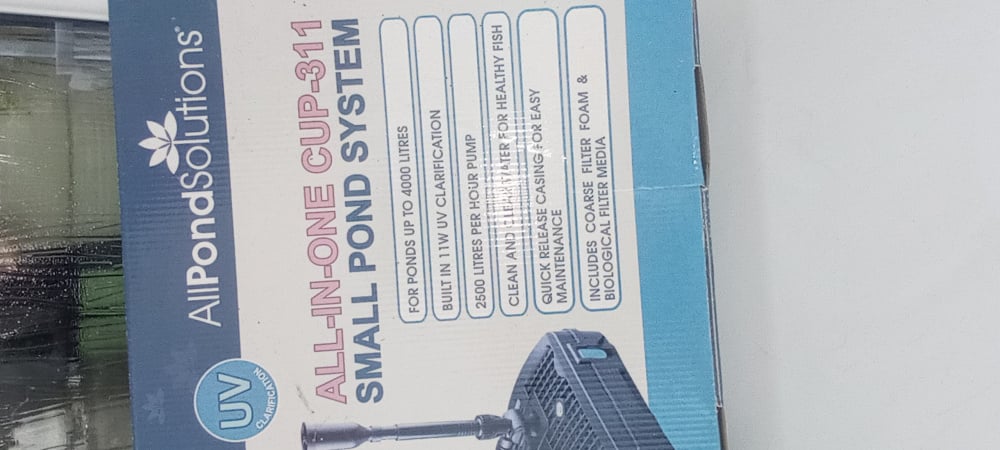 AllPondSolutions®
UV
CLARIFICATION
ALL-IN-ONE CUP-311
SMALL POND SYSTEM
FOR PONDS UP TO 4000 LITRES
BUILT IN 11W UV CLARIFICATION
2500 LITRES PER HOUR PUMP
CLEAN AND CLEAR WATER FOR HEALTHY FISH
QUICK RELEASE CASING FOR EASY
MAINTENANCE
INCLUDES COARSE FILTER FOAM &
BIOLOGICAL FILTER MEDIA